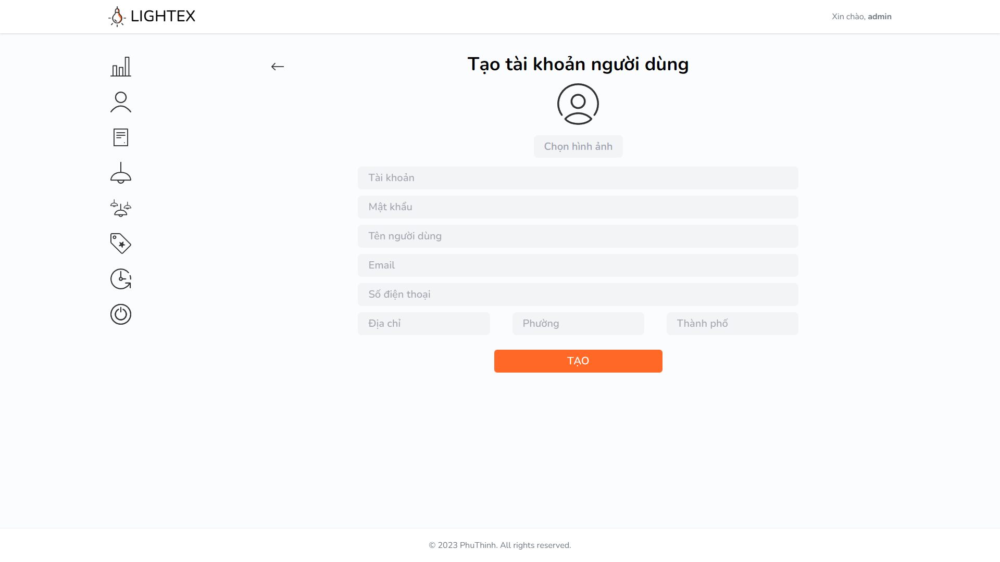 LIGHTEX
Xin chào, admin
Tạo tài khoản người dùng
Chọn hình ảnh
Tài khoản
Mật khẩu
Tên người dùng
Email
Số điện thoại
Địa chỉ
Phường
Thành phố
TẠO
© 2023 PhuThinh. All rights reserved.